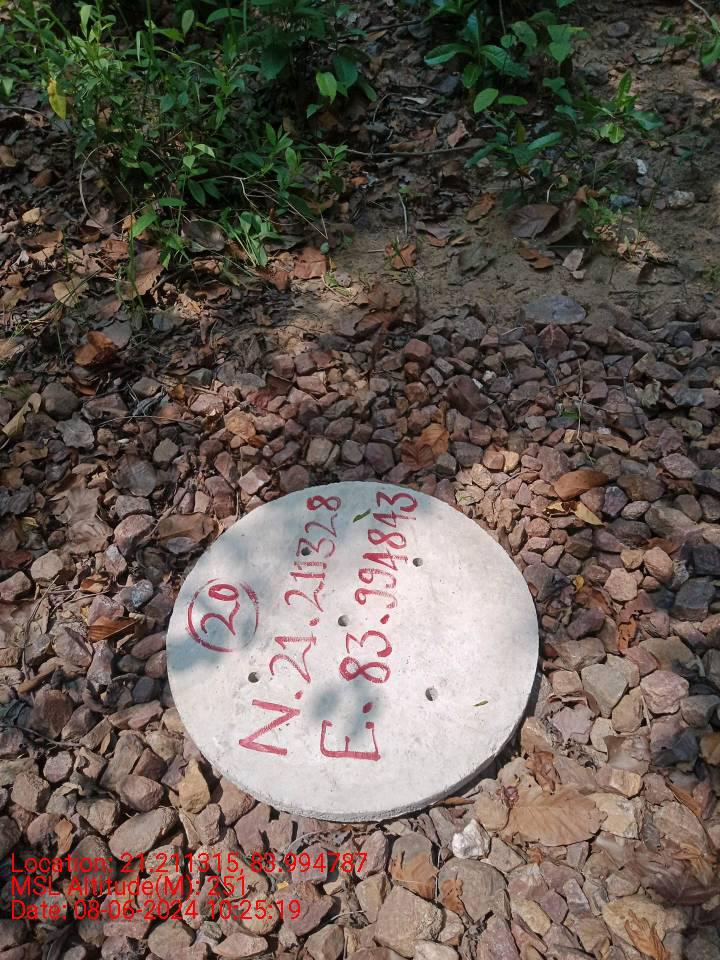 20
N. 21.211328
E. 83.994843
Location: 21.211315, 83.994787
MSL Altitude(M): 251
Date: 08-06-2024 10:25:19